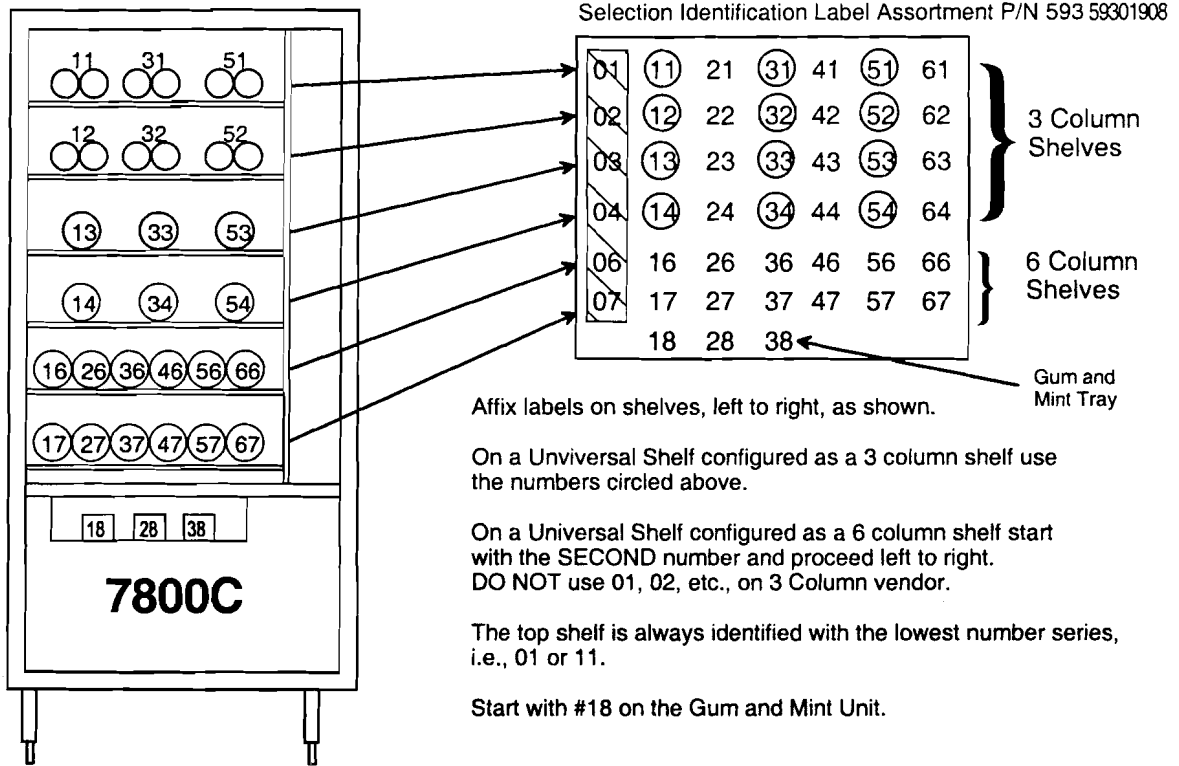 Selection Identification Label Assortment P/N 593 59301908
11 31 51
12 32 52
13 33 53
14 34 54
16 26 36 46 56 66
17 27 37 47 57 67
18 28 38
7800C
01 11 21 31 41 51 61
02 12 22 32 42 52 62
03 13 23 33 43 53 63
04 14 24 34 44 54 64
06 16 26 36 46 56 66
07 17 27 37 47 57 67
18 28 38
3 Column
Shelves
6 Column
Shelves
Gum and
Mint Tray
Affix labels on shelves, left to right, as shown.
On a Unviversal Shelf configured as a 3 column shelf use
the numbers circled above.
On a Universal Shelf configured as a 6 column shelf start
with the SECOND number and proceed left to right.
DO NOT use 01, 02, etc., on 3 Column vendor.
The top shelf is always identified with the lowest number series,
i.e., 01 or 11.
Start with #18 on the Gum and Mint Unit.